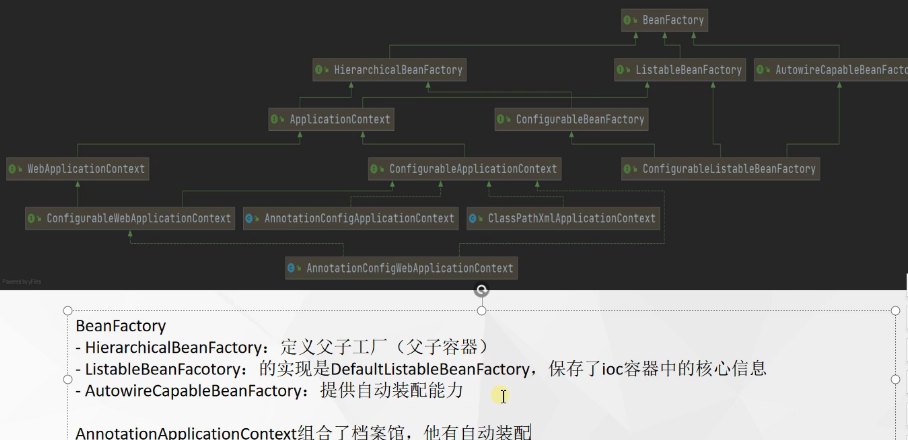 BeanFactory
HierarchicalBeanFactory
ListableBeanFactory
AutowireCapableBeanFacto
ApplicationContext
ConfigurableBeanFactory
WebApplicationContext
ConfigurableApplicationContext
ConfigurableListableBeanFactory
ConfigurableWebApplicationContext
AnnotationConfigApplicationContext
ClassPathXmlApplicationContext
AnnotationConfigWebApplicationContext
BeanFactory
- HierarchicalBeanFactory：定义父子工厂（父子容器）
- ListableBeanFacotory：的实现是DefaultListableBeanFactory，保存了ioc容器中的核心信息
- AutowireCapableBeanFactory：提供自动装配能力
AnnotationApplicationContext组合了档案馆，他有自动装配